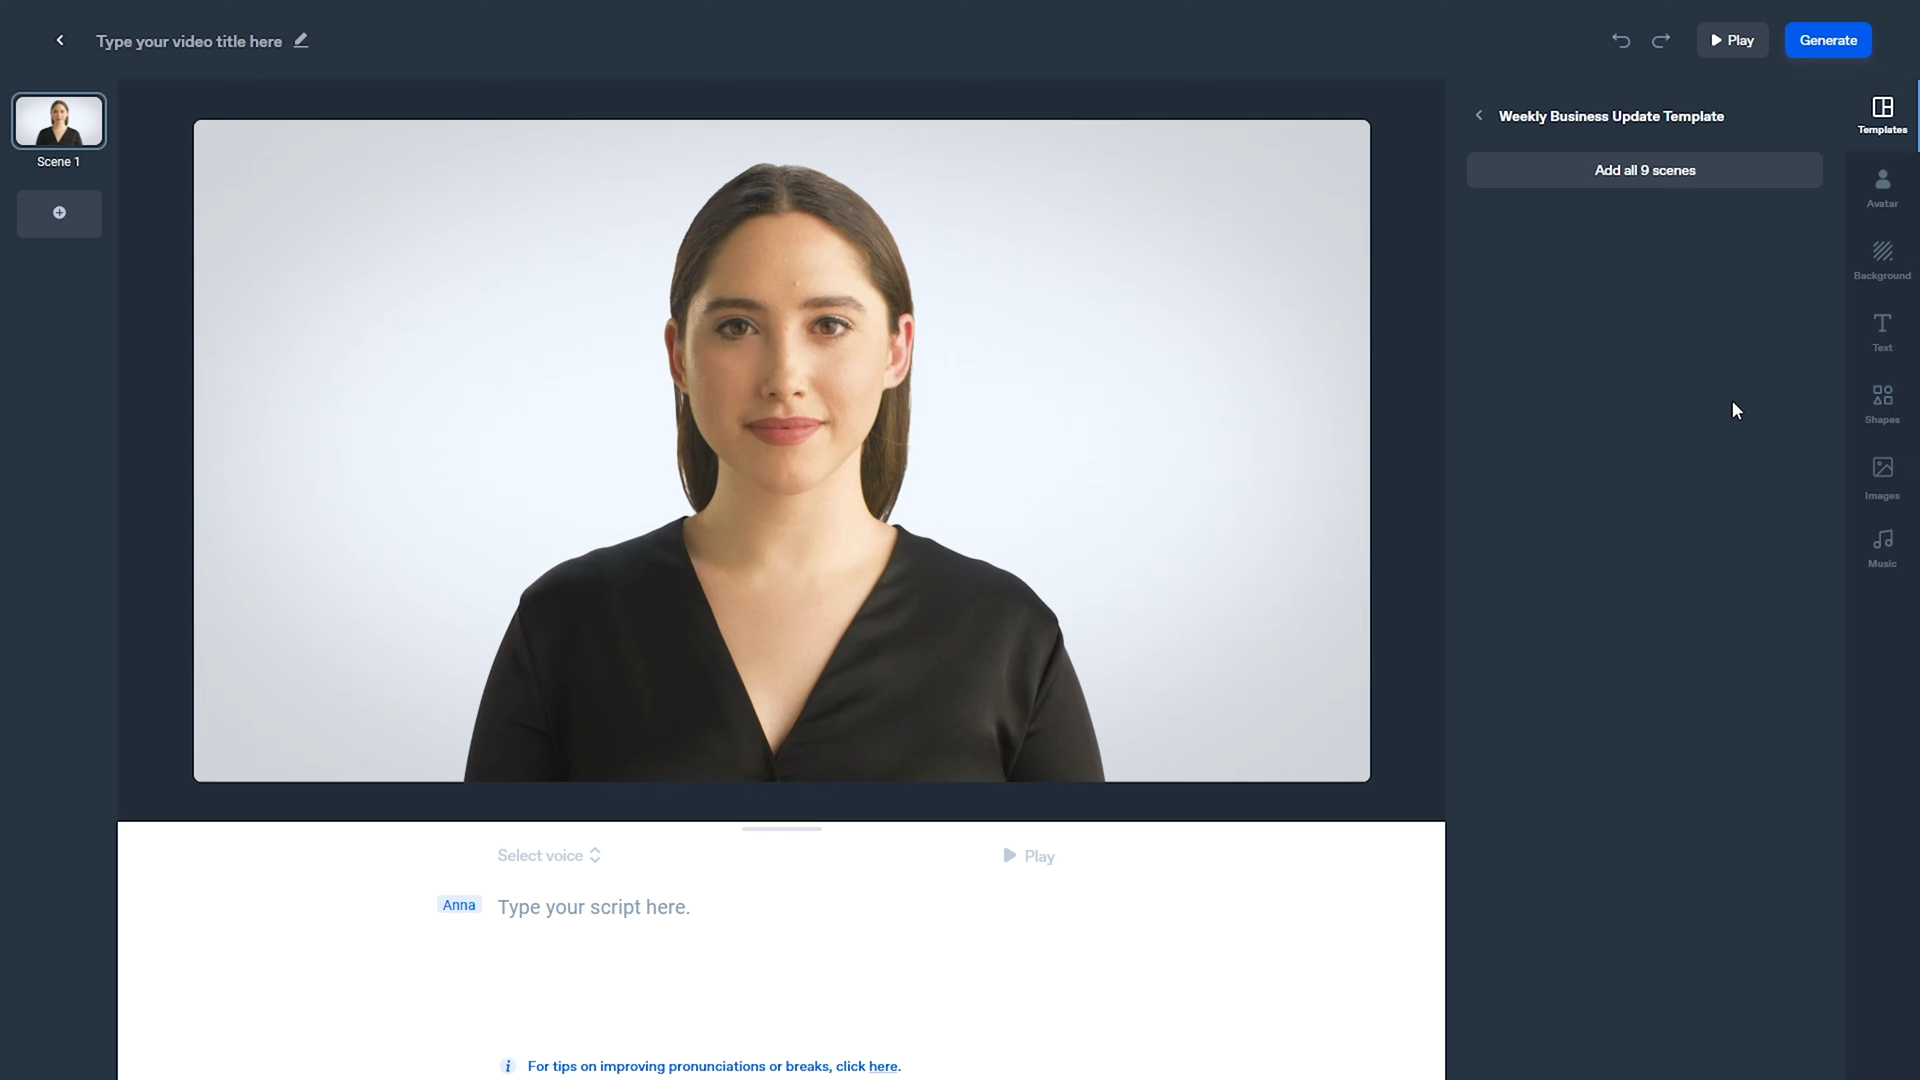 Type your video title here
Play
Generate
Scene 1
Weekly Business Update Template
Add all 9 scenes
Templates
Avatar
Background
Text
Shapes
Images
Music
Select voice
Play
Anna
Type your script here.
For tips on improving pronunciations or breaks, click here.